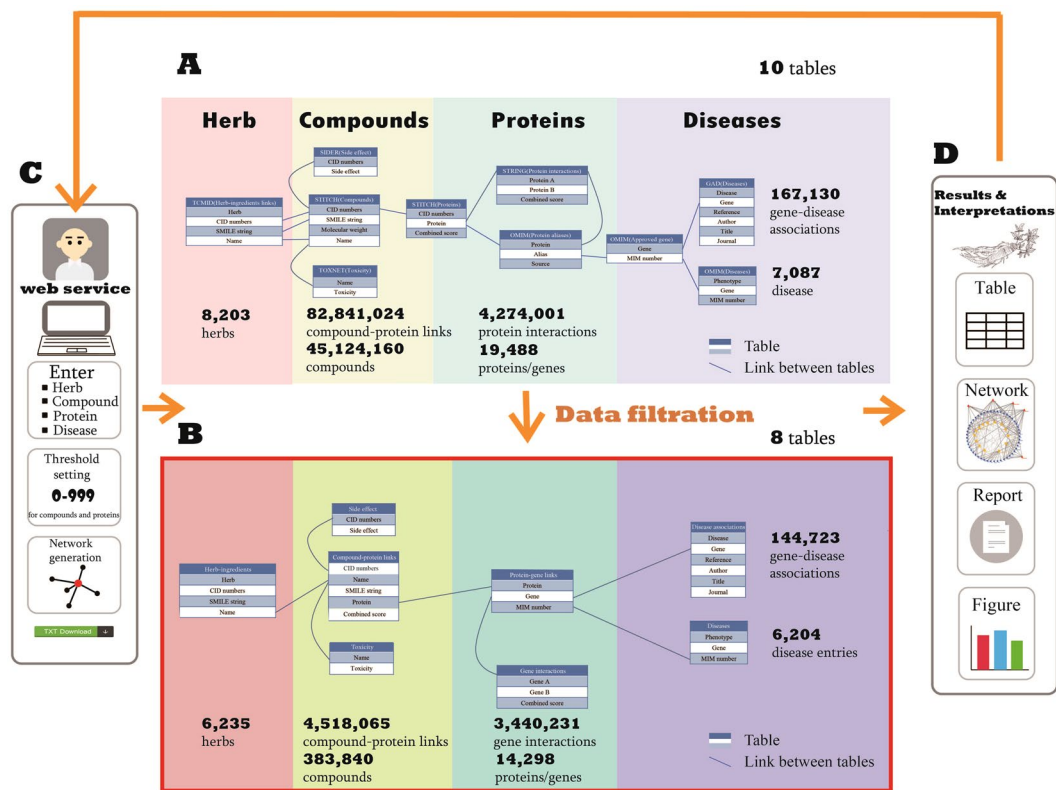 A
10 tables
Herb
Compounds
Proteins
Diseases
TCMID(Herb-ingredients links)
Herb
CID numbers
SMILE string
Name
SIDER(Side effect)
CID numbers
Side effect
STITCH(Compounds)
CID numbers
SMILE string
Molecular weight
Name
TOXNET(Toxicity)
Name
Toxicity
STITCH(Proteins)
CID numbers
Protein
Combined score
STRING(Protein interactions)
Protein A
Protein B
Combined score
OMIM(Protein aliases)
Protein
Alias
Source
OMIM(Approved gene)
Gene
MIM number
GAD(Diseases)
Disease
Gene
Reference
Author
Title
Journal
OMIM(Diseases)
Phenotype
Gene
MIM number
167,130
gene-disease
associations
7,087
disease
8,203
herbs
82,841,024
compound-protein links
45,124,160
compounds
4,274,001
protein interactions
19,488
proteins/genes
Table
Link between tables
Data filtration
B
8 tables
Herb-ingredients
Herb
CID numbers
SMILE string
Name
Side effect
CID numbers
Side effect
Compound-protein links
CID numbers
Name
SMILE string
Protein
Combined score
Toxicity
Name
Toxicity
Protein-gene links
Protein
Gene
MIM number
Gene interactions
Gene A
Gene B
Combined score
Disease associations
Disease
Gene
Reference
Author
Title
Journal
Diseases
Phenotype
Gene
MIM number
144,723
gene-disease
associations
6,204
disease entries
6,235
herbs
4,518,065
compound-protein links
383,840
compounds
3,440,231
gene interactions
14,298
proteins/genes
Table
Link between tables
C
web service
Enter
▪ Herb
▪ Compound
▪ Protein
▪ Disease
Threshold
setting
0-999
for compounds and proteins
Network
generation
TXT Download
D
Results &
Interpretations
Table
Network
Report
Figure